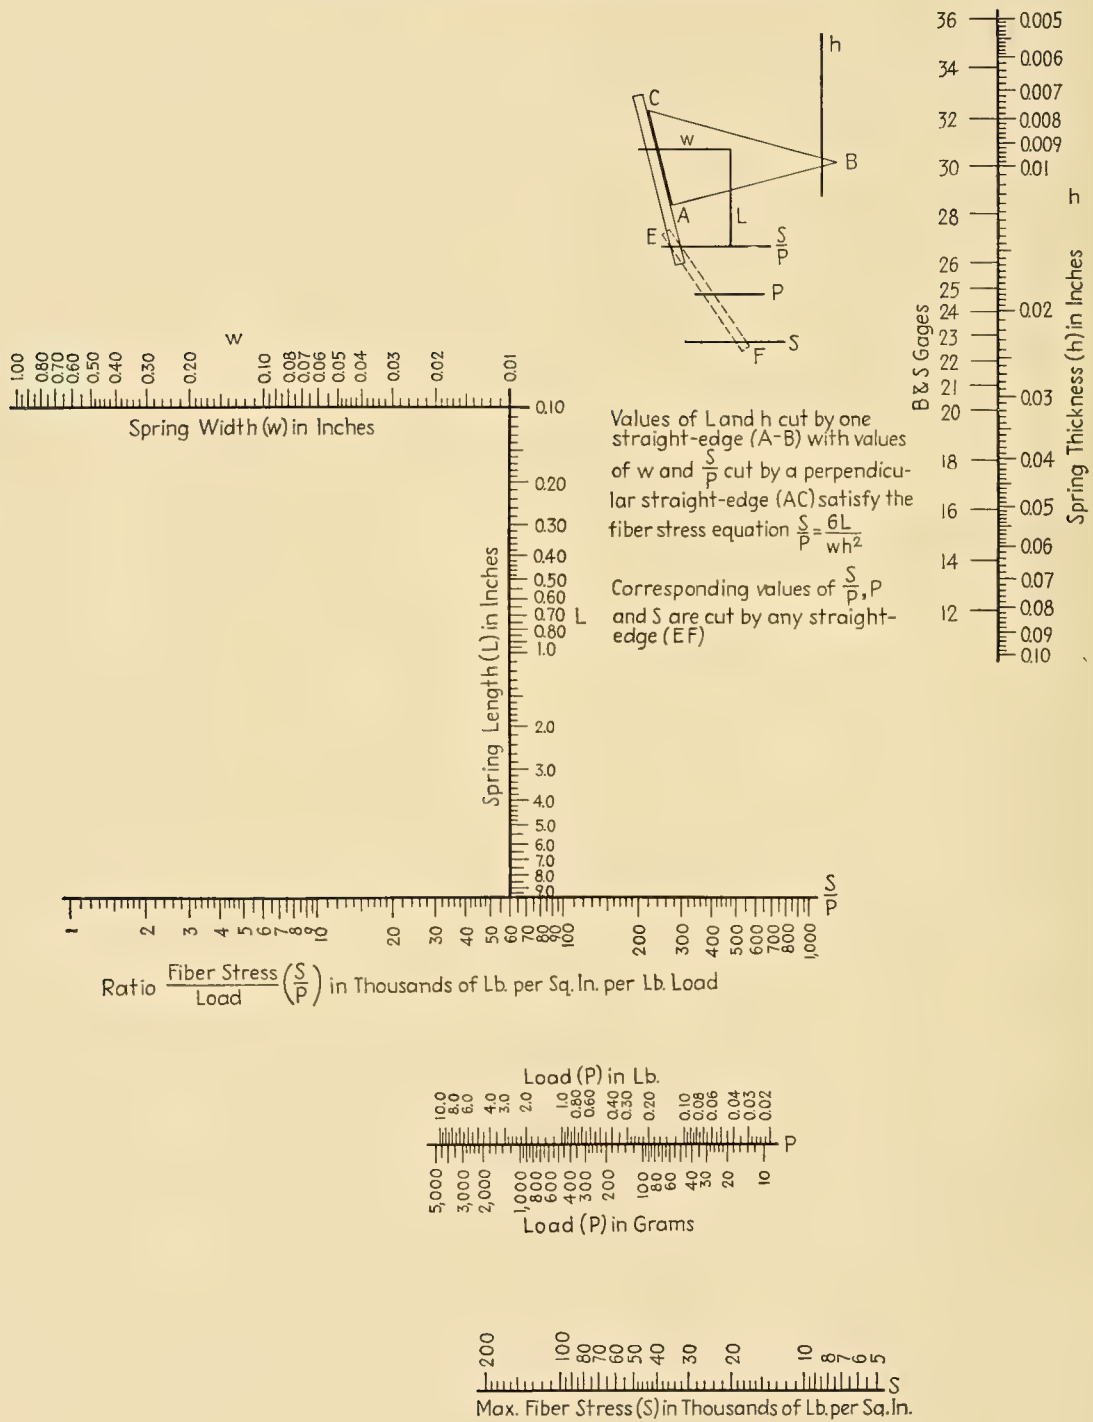 36
34
32
30
28
26
25
24
23
22
21
20
18
16
14
12
B & S Gages
0.005
0.006
0.007
0.008
0.009
0.01
0.02
0.03
0.04
0.05
0.06
0.07
0.08
0.09
0.10
h
Spring Thickness (h) in Inches
h
C
w
B
A
L
E
S/P
P
S
F
w
1.00 0.80 0.70 0.60 0.50 0.40 0.30 0.20 0.10 0.08 0.07 0.06 0.05 0.04 0.03 0.02 0.01
Spring Width (w) in Inches
0.10
0.20
0.30
0.40
0.50
0.60
0.70 L
0.80
1.0
2.0
3.0
4.0
5.0
6.0
7.0
8.0
9.0
Spring Length (L) in Inches
Values of L and h cut by one
straight-edge (A-B) with values
of w and S/P cut by a perpendicu-
lar straight-edge (AC) satisfy the
fiber stress equation S/P = 6L/wh²
Corresponding values of S/P, P
and S are cut by any straight-
edge (EF)
S/P
1 2 3 4 5 6 7 8 9 10 20 30 40 50 60 70 80 90 100 200 300 400 500 600 700 800 1,000
Ratio Fiber Stress/Load (S/P) in Thousands of Lb. per Sq. In. per Lb. Load
Load (P) in Lb.
10.0 8.0 6.0 4.0 3.0 2.0 1.0 0.80 0.60 0.40 0.30 0.20 0.10 0.08 0.06 0.04 0.03 0.02
P
5,000 3,000 2,000 1,000 800 600 400 300 200 100 80 60 40 30 20 10
Load (P) in Grams
200 100 80 70 60 50 40 30 20 10 8 7 6 5
S
Max. Fiber Stress (S) in Thousands of Lb. per Sq. In.